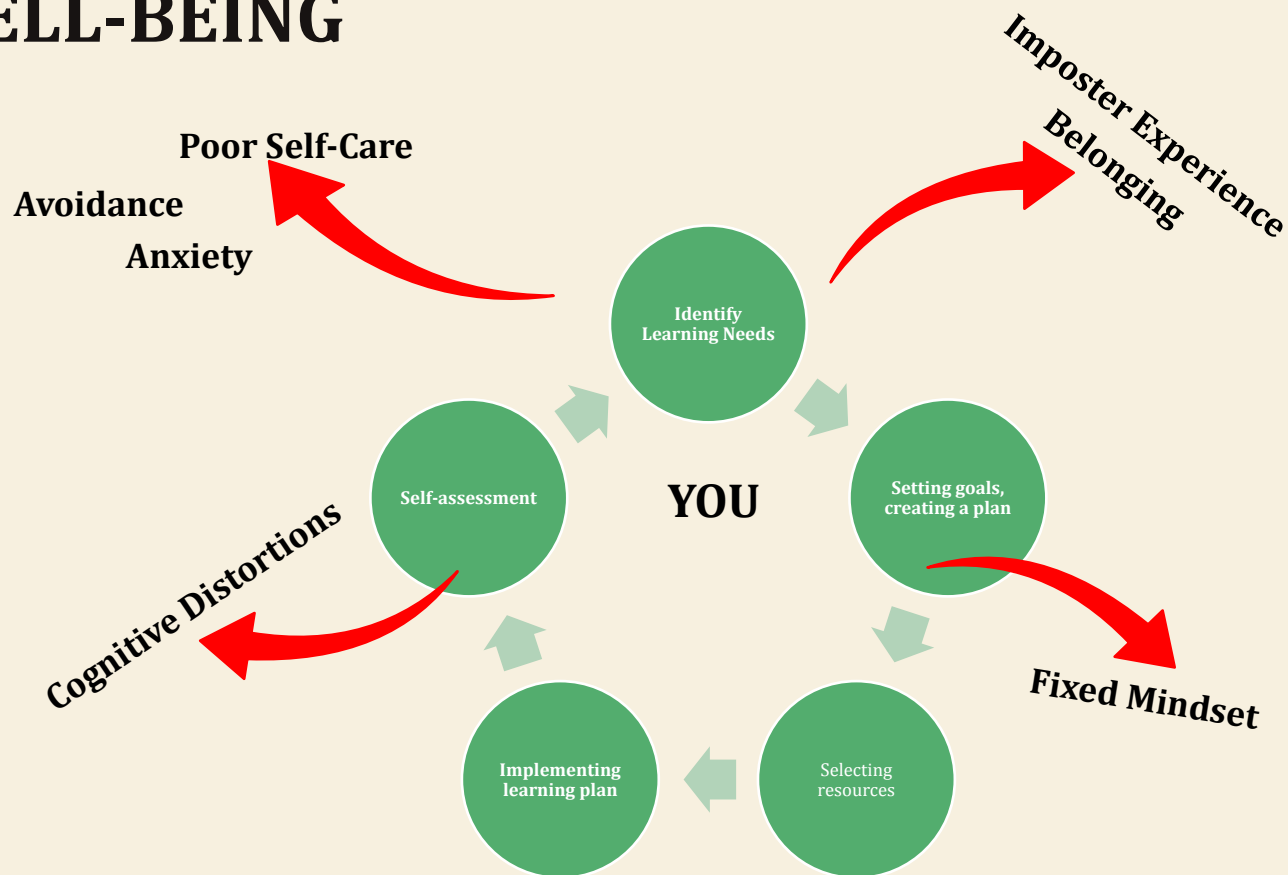 ELL-BEING
Imposter Experience
Belonging
Poor Self-Care
Avoidance
Anxiety
Identify
Learning Needs
Self-assessment
YOU
Setting goals,
creating a plan
Cognitive Distortions
Fixed Mindset
Implementing
learning plan
Selecting
resources